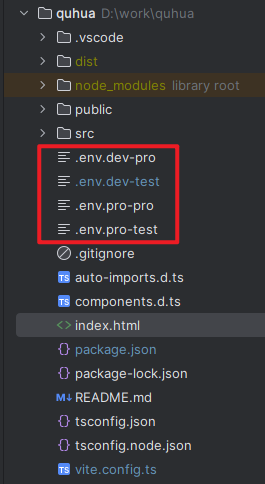 quhua D:\work\quhua
.vscode
dist
node_modules library root
public
src
.env.dev-pro
.env.dev-test
.env.pro-pro
.env.pro-test
.gitignore
TS auto-imports.d.ts
TS components.d.ts
<> index.html
{} package.json
{} package-lock.json
M↓ README.md
{} tsconfig.json
{} tsconfig.node.json
TS vite.config.ts